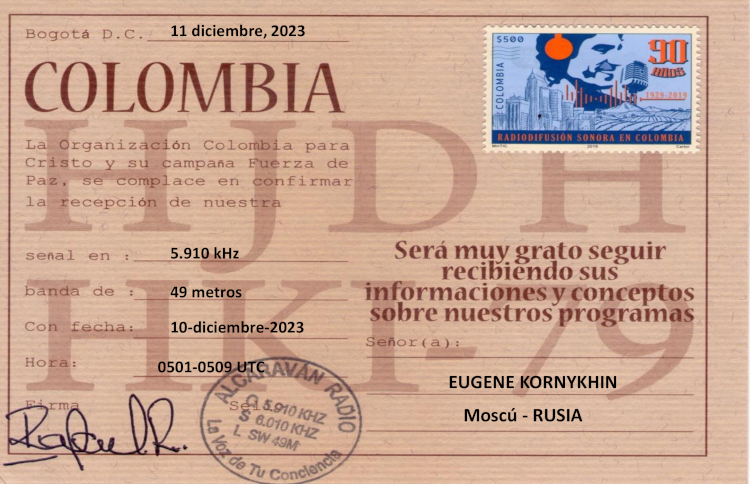 Bogotá D.C. 11 diciembre, 2023
COLOMBIA
La Organización Colombia para
Cristo y su campaña Fuerza de
Paz, se complace en confirmar
la recepción de nuestra
señal en : 5.910 kHz
banda de : 49 metros
Con fecha: 10-diciembre-2023
Hora: 0501-0509 UTC
Firma Sello
HJDH
HKI-79
$500
COLOMBIA
90
AÑOS
1929-2019
RADIODIFUSIÓN SONORA EN COLOMBIA
2019
Será muy grato seguir
recibiendo sus
informaciones y conceptos
sobre nuestros programas
Señor(a):
EUGENE KORNYKHIN
Moscú - RUSIA
ALCARAVÁN RADIO
5.910 KHZ
6.010 KHZ
SW 49M
La Voz de Tu Conciencia